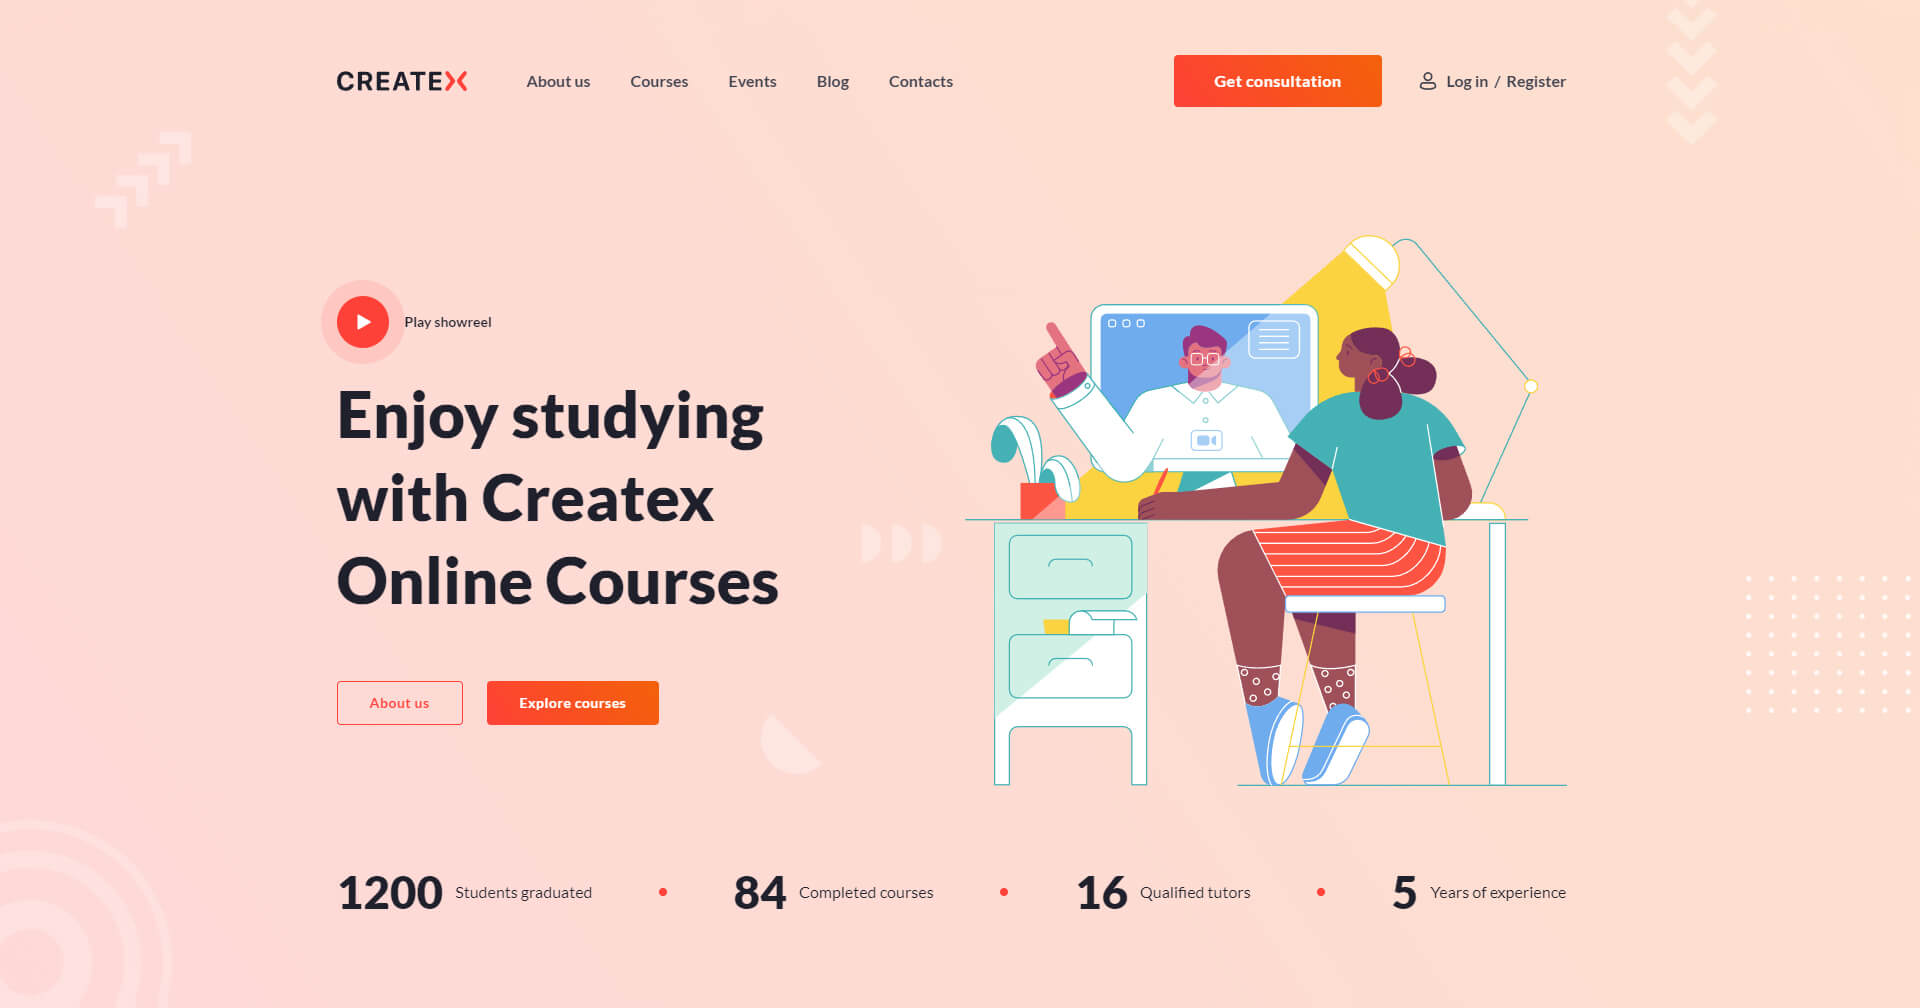 CREATEX
About us
Courses
Events
Blog
Contacts
Get consultation
Log in / Register
Play showreel
Enjoy studying
with Createx
Online Courses
About us
Explore courses
1200 Students graduated
84 Completed courses
16 Qualified tutors
5 Years of experience